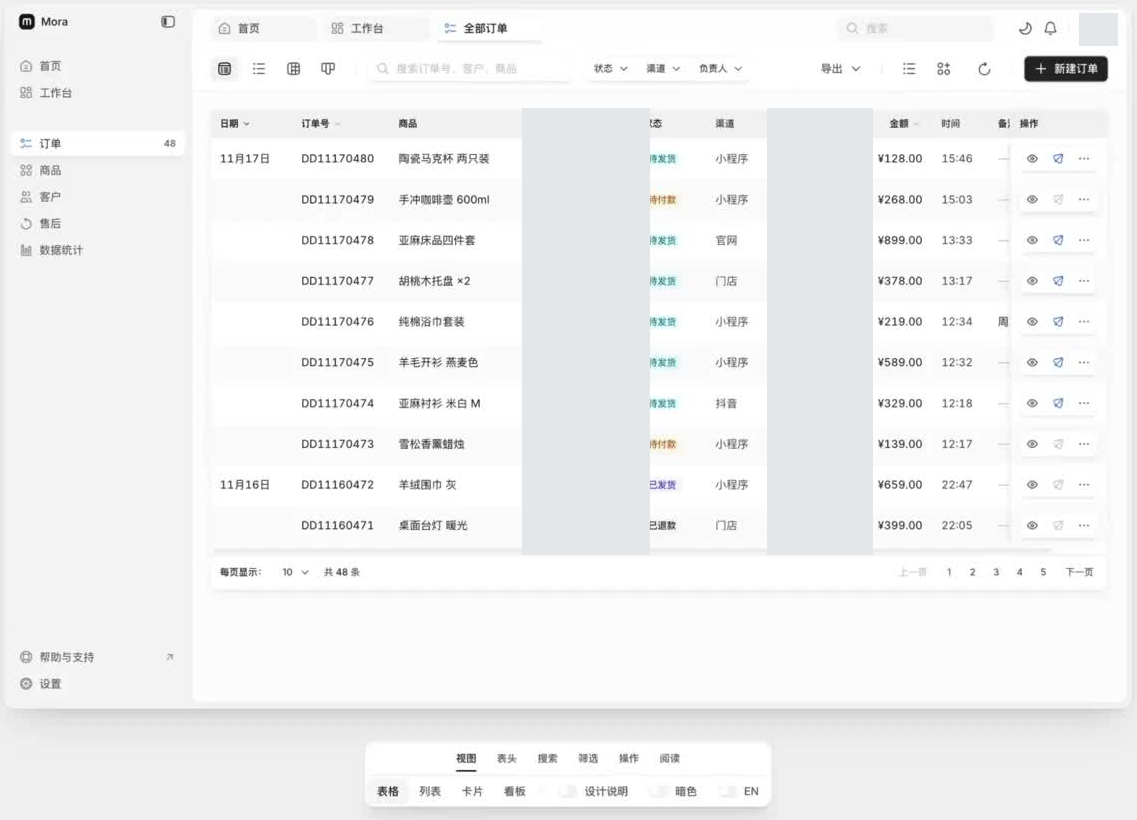 Mora
首页
工作台
订单 48
商品
客户
售后
数据统计
帮助与支持
设置
首页 工作台 全部订单 搜索
搜索订单号、客户、商品 状态 渠道 负责人 导出 新建订单
日期 订单号 商品 渠道 金额 时间 操作
11月17日 DD11170480 陶瓷马克杯 两只装 待发货 小程序 ¥128.00 15:46
DD11170479 手冲咖啡壶 600ml 待付款 小程序 ¥268.00 15:03
DD11170478 亚麻床品四件套 待发货 官网 ¥899.00 13:33
DD11170477 胡桃木托盘 ×2 待发货 门店 ¥378.00 13:17
DD11170476 纯棉浴巾套装 待发货 小程序 ¥219.00 12:34 周
DD11170475 羊毛开衫 燕麦色 待发货 小程序 ¥589.00 12:32
DD11170474 亚麻衬衫 米白 M 待发货 抖音 ¥329.00 12:18
DD11170473 雪松香薰蜡烛 待付款 小程序 ¥139.00 12:17
11月16日 DD11160472 羊绒围巾 灰 已发货 小程序 ¥659.00 22:47
DD11160471 桌面台灯 暖光 已退款 门店 ¥399.00 22:05
每页显示: 10 共 48 条 上一页 1 2 3 4 5 下一页
视图 表头 搜索 筛选 操作 阅读
表格 列表 卡片 看板 设计说明 暗色 EN